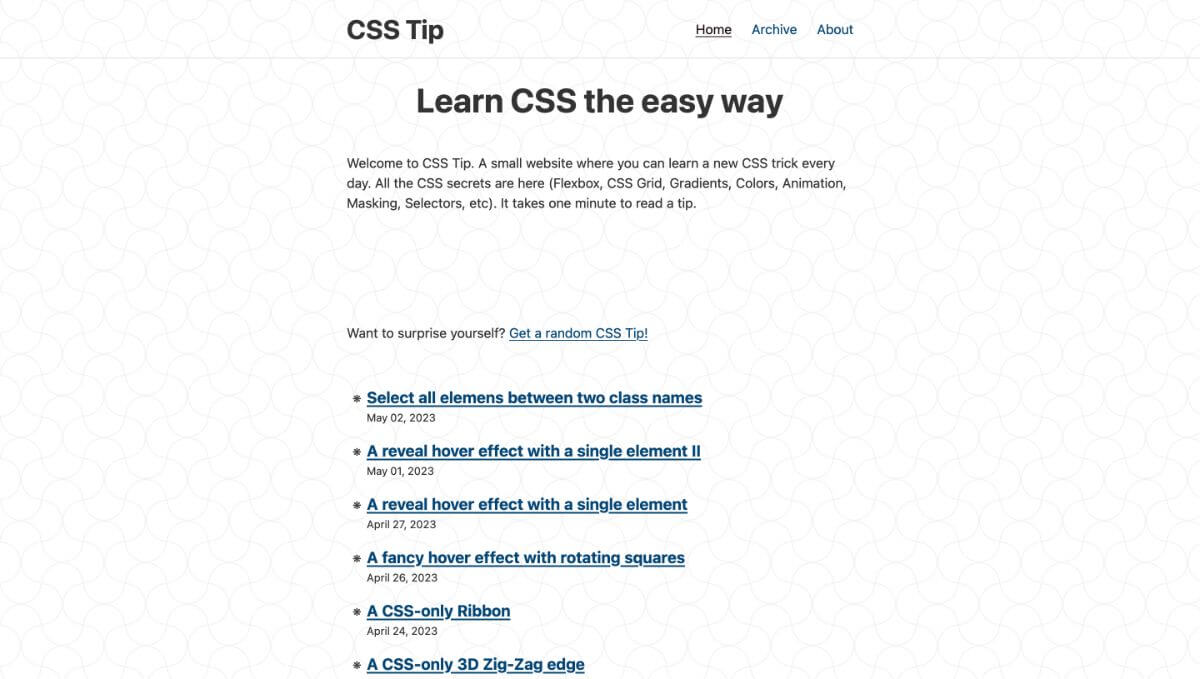 CSS Tip
Home Archive About
Learn CSS the easy way
Welcome to CSS Tip. A small website where you can learn a new CSS trick every
day. All the CSS secrets are here (Flexbox, CSS Grid, Gradients, Colors, Animation,
Masking, Selectors, etc). It takes one minute to read a tip.
Want to surprise yourself? Get a random CSS Tip!
Select all elemens between two class names
May 02, 2023
A reveal hover effect with a single element II
May 01, 2023
A reveal hover effect with a single element
April 27, 2023
A fancy hover effect with rotating squares
April 26, 2023
A CSS-only Ribbon
April 24, 2023
A CSS-only 3D Zig-Zag edge